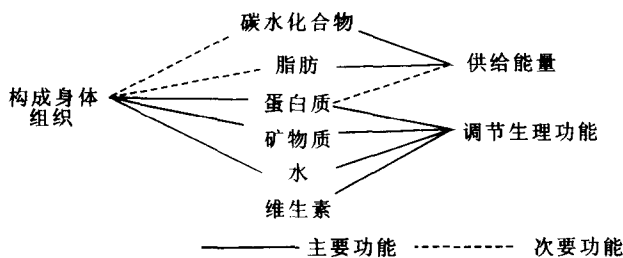 碳水化合物
脂肪
供给能量
构成身体
组织
蛋白质
矿物质
调节生理功能
水
维生素
主要功能
次要功能